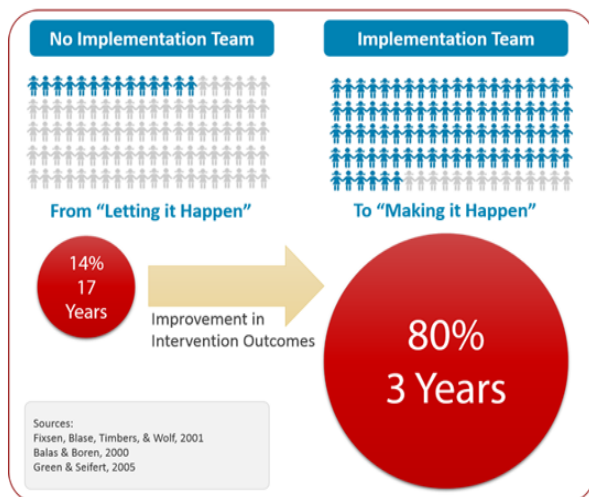 No Implementation Team
Implementation Team
From “Letting it Happen”
To “Making it Happen”
14%
17
Years
Improvement in
Intervention Outcomes
80%
3 Years
Sources:
Fixsen, Blase, Timbers, & Wolf, 2001
Balas & Boren, 2000
Green & Seifert, 2005